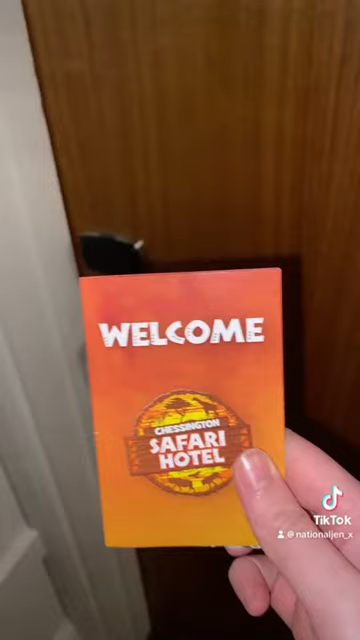 WELCOME
CHESSINGTON
SAFARI
HOTEL
TikTok
@nationaljen_x